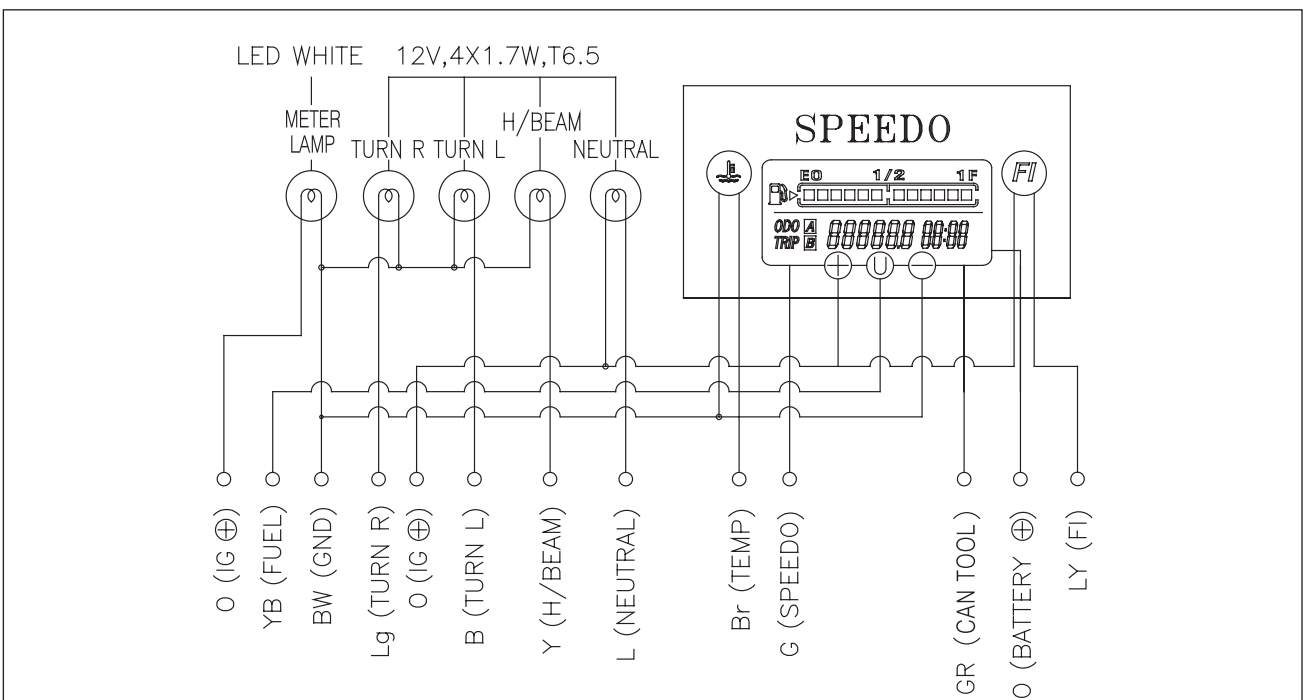 LED WHITE 12V,4X1.7W,T6.5
METER
LAMP
TURN R
TURN L
H/BEAM
NEUTRAL
SPEEDO
E0 1/2 1F
FI
ODO A
TRIP B
888888.8 88:88
+ U −
O (IG ⊕)
YB (FUEL)
BW (GND)
Lg (TURN R)
O (IG ⊕)
B (TURN L)
Y (H/BEAM)
L (NEUTRAL)
Br (TEMP)
G (SPEEDO)
GR (CAN TOOL)
O (BATTERY ⊕)
LY (FI)